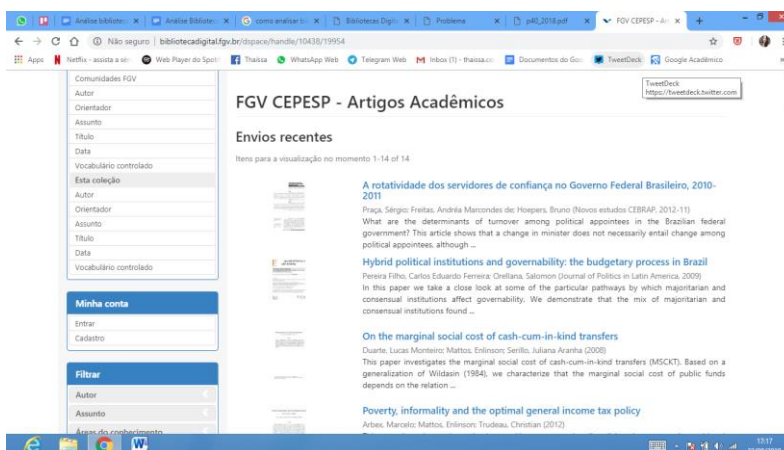 Análise bibliotec
Análise Bibliotec
como analisar bi
Bibliotecas Digit
Problema
p40_2018.pdf
FGV CEPESP - Ar
Não seguro | bibliotecadigital.fgv.br/dspace/handle/10438/19954
Apps
Netflix - assista a sér
Web Player do Spoti
Thaissa
WhatsApp Web
Telegram Web
Inbox (1) - thaissa.co
Documentos do Goo
TweetDeck
Google Acadêmico
TweetDeck
https://tweetdeck.twitter.com
Comunidades FGV
Autor
Orientador
Assunto
Título
Data
Vocabulário controlado
Esta coleção
Autor
Orientador
Assunto
Título
Data
Vocabulário controlado
Minha conta
Entrar
Cadastro
Filtrar
Autor
Assunto
Áreas do conhecimento
FGV CEPESP - Artigos Acadêmicos
Envios recentes
Itens para a visualização no momento 1-14 of 14
A rotatividade dos servidores de confiança no Governo Federal Brasileiro, 2010-
2011
Praça, Sérgio; Freitas, Andréa Marcondes de; Hoepers, Bruno (Novos estudos CEBRAP, 2012-11)
What are the determinants of turnover among political appointees in the Brazilian federal
government? This article shows that a change in minister does not necessarily entail change among
political appointees, although ...
Hybrid political institutions and governability: the budgetary process in Brazil
Pereira Filho, Carlos Eduardo Ferreira; Orellana, Salomon (Journal of Politics in Latin America, 2009)
In this paper we take a close look at some of the particular pathways by which majoritarian and
consensual institutions affect governability. We demonstrate that the mix of majoritarian and
consensual institutions found ...
On the marginal social cost of cash-cum-in-kind transfers
Duarte, Lucas Monteiro; Mattos, Enlinson; Serillo, Juliana Aranha (2008)
This paper investigates the marginal social cost of cash-cum-in-kind transfers (MSCKT). Based on a
generalization of Wildasin (1984), we characterize that the marginal social cost of public funds
depends on the relation ...
Poverty, informality and the optimal general income tax policy
Arbex, Marcelo; Mattos, Enlinson; Trudeau, Christian (2012)
17:17